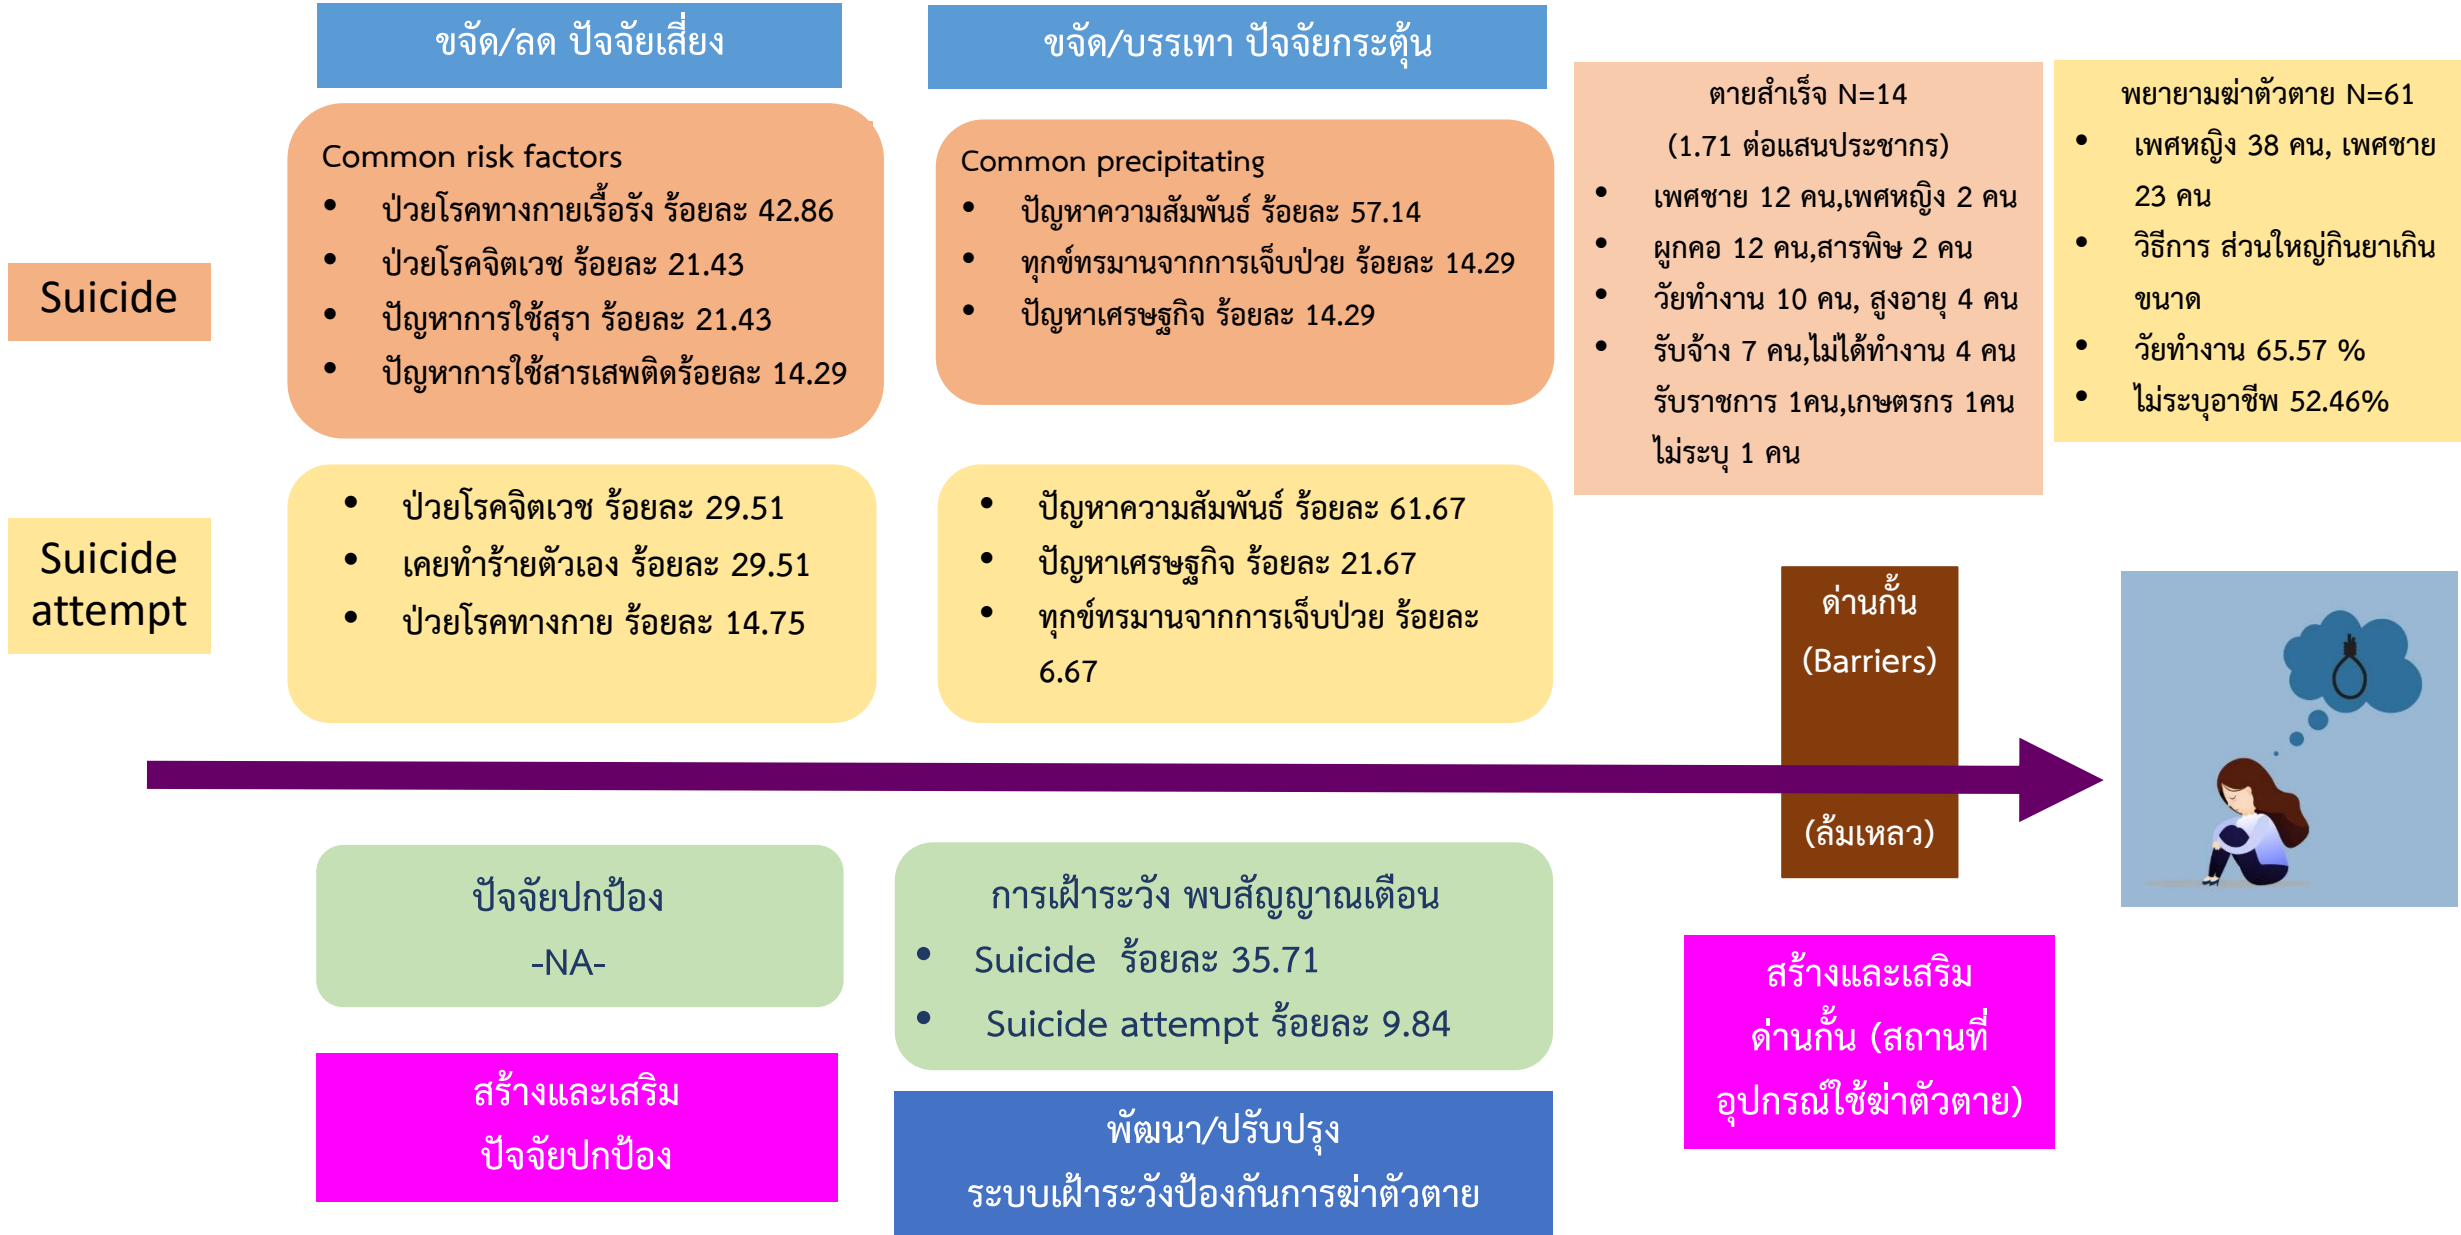 ขจัด/ลด ปัจจัยเสี่ยง
ขจัด/บรรเทา ปัจจัยกระตุ้น
Suicide
Common risk factors
• ป่วยโรคทางกายเรื้อรัง ร้อยละ 42.86
• ป่วยโรคจิตเวช ร้อยละ 21.43
• ปัญหาการใช้สุรา ร้อยละ 21.43
• ปัญหาการใช้สารเสพติดร้อยละ 14.29
Common precipitating
• ปัญหาความสัมพันธ์ ร้อยละ 57.14
• ทุกข์ทรมานจากการเจ็บป่วย ร้อยละ 14.29
• ปัญหาเศรษฐกิจ ร้อยละ 14.29
ตายสำเร็จ N=14
(1.71 ต่อแสนประชากร)
• เพศชาย 12 คน,เพศหญิง 2 คน
• ผูกคอ 12 คน,สารพิษ 2 คน
• วัยทำงาน 10 คน, สูงอายุ 4 คน
• รับจ้าง 7 คน,ไม่ได้ทำงาน 4 คน
รับราชการ 1คน,เกษตรกร 1คน
ไม่ระบุ 1 คน
พยายามฆ่าตัวตาย N=61
• เพศหญิง 38 คน, เพศชาย
23 คน
• วิธีการ ส่วนใหญ่กินยาเกิน
ขนาด
• วัยทำงาน 65.57 %
• ไม่ระบุอาชีพ 52.46%
Suicide
attempt
• ป่วยโรคจิตเวช ร้อยละ 29.51
• เคยทำร้ายตัวเอง ร้อยละ 29.51
• ป่วยโรคทางกาย ร้อยละ 14.75
• ปัญหาความสัมพันธ์ ร้อยละ 61.67
• ปัญหาเศรษฐกิจ ร้อยละ 21.67
• ทุกข์ทรมานจากการเจ็บป่วย ร้อยละ
6.67
ด่านกั้น
(Barriers)
(ล้มเหลว)
ปัจจัยปกป้อง
-NA-
การเฝ้าระวัง พบสัญญาณเตือน
• Suicide ร้อยละ 35.71
• Suicide attempt ร้อยละ 9.84
สร้างและเสริม
ปัจจัยปกป้อง
พัฒนา/ปรับปรุง
ระบบเฝ้าระวังป้องกันการฆ่าตัวตาย
สร้างและเสริม
ด่านกั้น (สถานที่
อุปกรณ์ใช้ฆ่าตัวตาย)